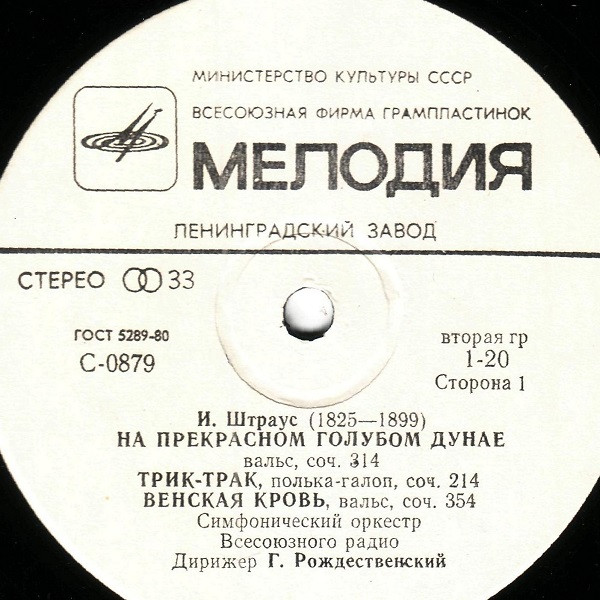 МИНИСТЕРСТВО КУЛЬТУРЫ СССР
ВСЕСОЮЗНАЯ ФИРМА ГРАМПЛАСТИНОК
МЕЛОДИЯ
ЛЕНИНГРАДСКИЙ ЗАВОД
СТЕРЕО 33
ГОСТ 5289-80
С-0879
вторая гр
1-20
Сторона 1
И. Штраус (1825—1899)
НА ПРЕКРАСНОМ ГОЛУБОМ ДУНАЕ
вальс, соч. 314
ТРИК-ТРАК, полька-галоп, соч. 214
ВЕНСКАЯ КРОВЬ, вальс, соч. 354
Симфонический оркестр
Всесоюзного радио
Дирижер Г. Рождественский